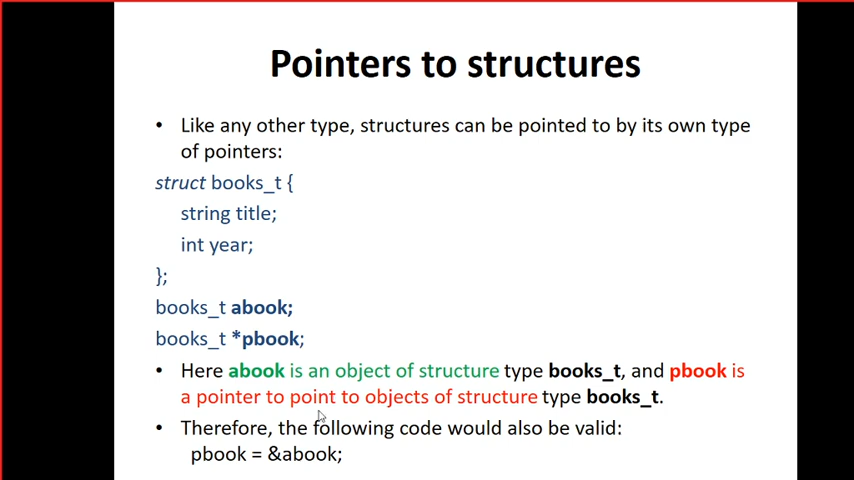 Pointers to structures
• Like any other type, structures can be pointed to by its own type
of pointers:
struct books_t {
string title;
int year;
};
books_t abook;
books_t *pbook;
• Here abook is an object of structure type books_t, and pbook is
a pointer to point to objects of structure type books_t.
• Therefore, the following code would also be valid:
pbook = &abook;